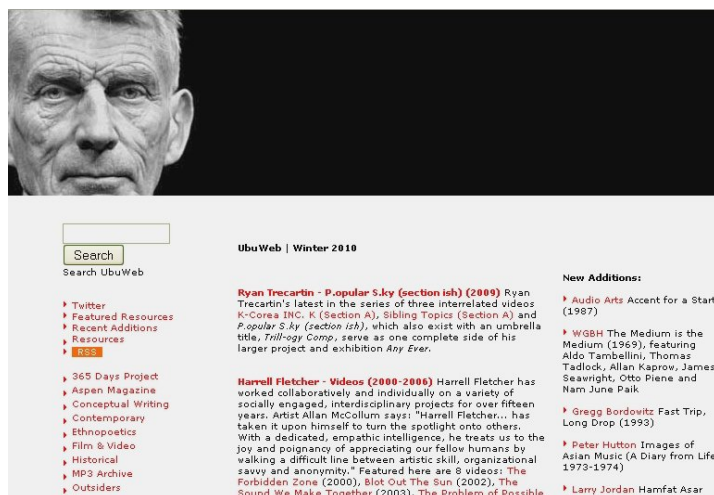 Search
Search UbuWeb
Twitter
Featured Resources
Recent Additions
Resources
RSS
365 Days Project
Aspen Magazine
Conceptual Writing
Contemporary
Ethnopoetics
Film & Video
Historical
MP3 Archive
Outsiders
UbuWeb | Winter 2010
Ryan Trecartin - P.opular S.ky (section ish) (2009) Ryan
Trecartin's latest in the series of three interrelated videos
K-Corea INC. K (Section A), Sibling Topics (Section A) and
P.opular S.ky (section ish), which also exist with an umbrella
title, Trill-ogy Comp, serve as one complete side of his
larger project and exhibition Any Ever.
Harrell Fletcher - Videos (2000-2006) Harrell Fletcher has
worked collaboratively and individually on a variety of
socially engaged, interdisciplinary projects for over fifteen
years. Artist Allan McCollum says: "Harrell Fletcher... has
taken it upon himself to turn the spotlight onto others.
With a dedicated, empathic intelligence, he treats us to the
joy and poignancy of appreciating our fellow humans by
walking a difficult line between artistic skill, organizational
savvy and anonymity." Featured here are 8 videos: The
Forbidden Zone (2000), Blot Out The Sun (2002), The
Sound We Make Together (2003), The Problem of Possible
New Additions:
Audio Arts Accent for a Start
(1987)
WGBH The Medium is the
Medium (1969), featuring
Aldo Tambellini, Thomas
Tadlock, Allan Kaprow, James
Seawright, Otto Piene and
Nam June Paik
Gregg Bordowitz Fast Trip,
Long Drop (1993)
Peter Hutton Images of
Asian Music (A Diary from Life
1973-1974)
Larry Jordan Hamfat Asar